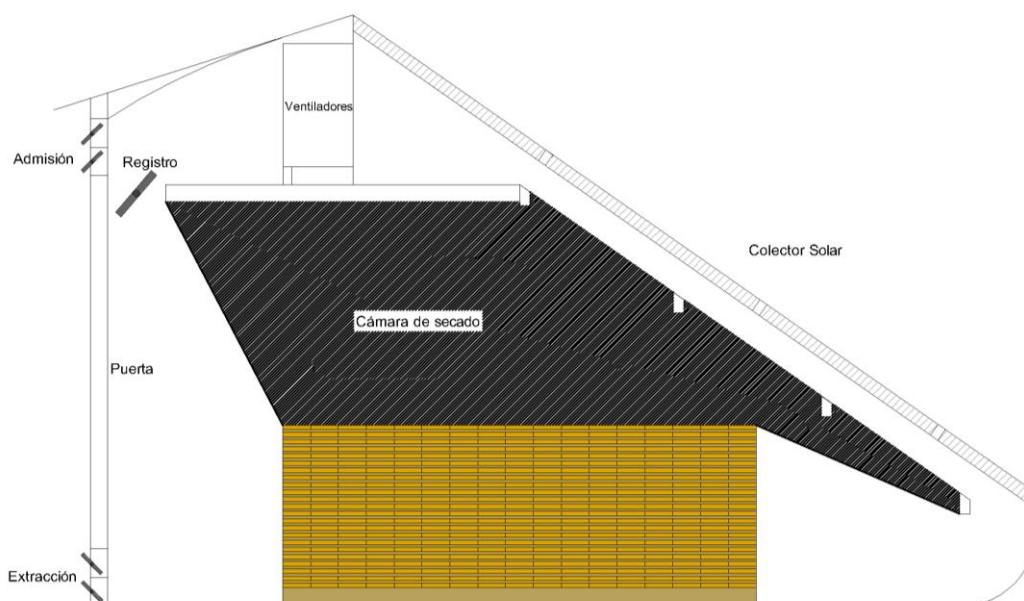 Ventiladores
Admisión
Registro
Colector Solar
Cámara de secado
Puerta
Extracción